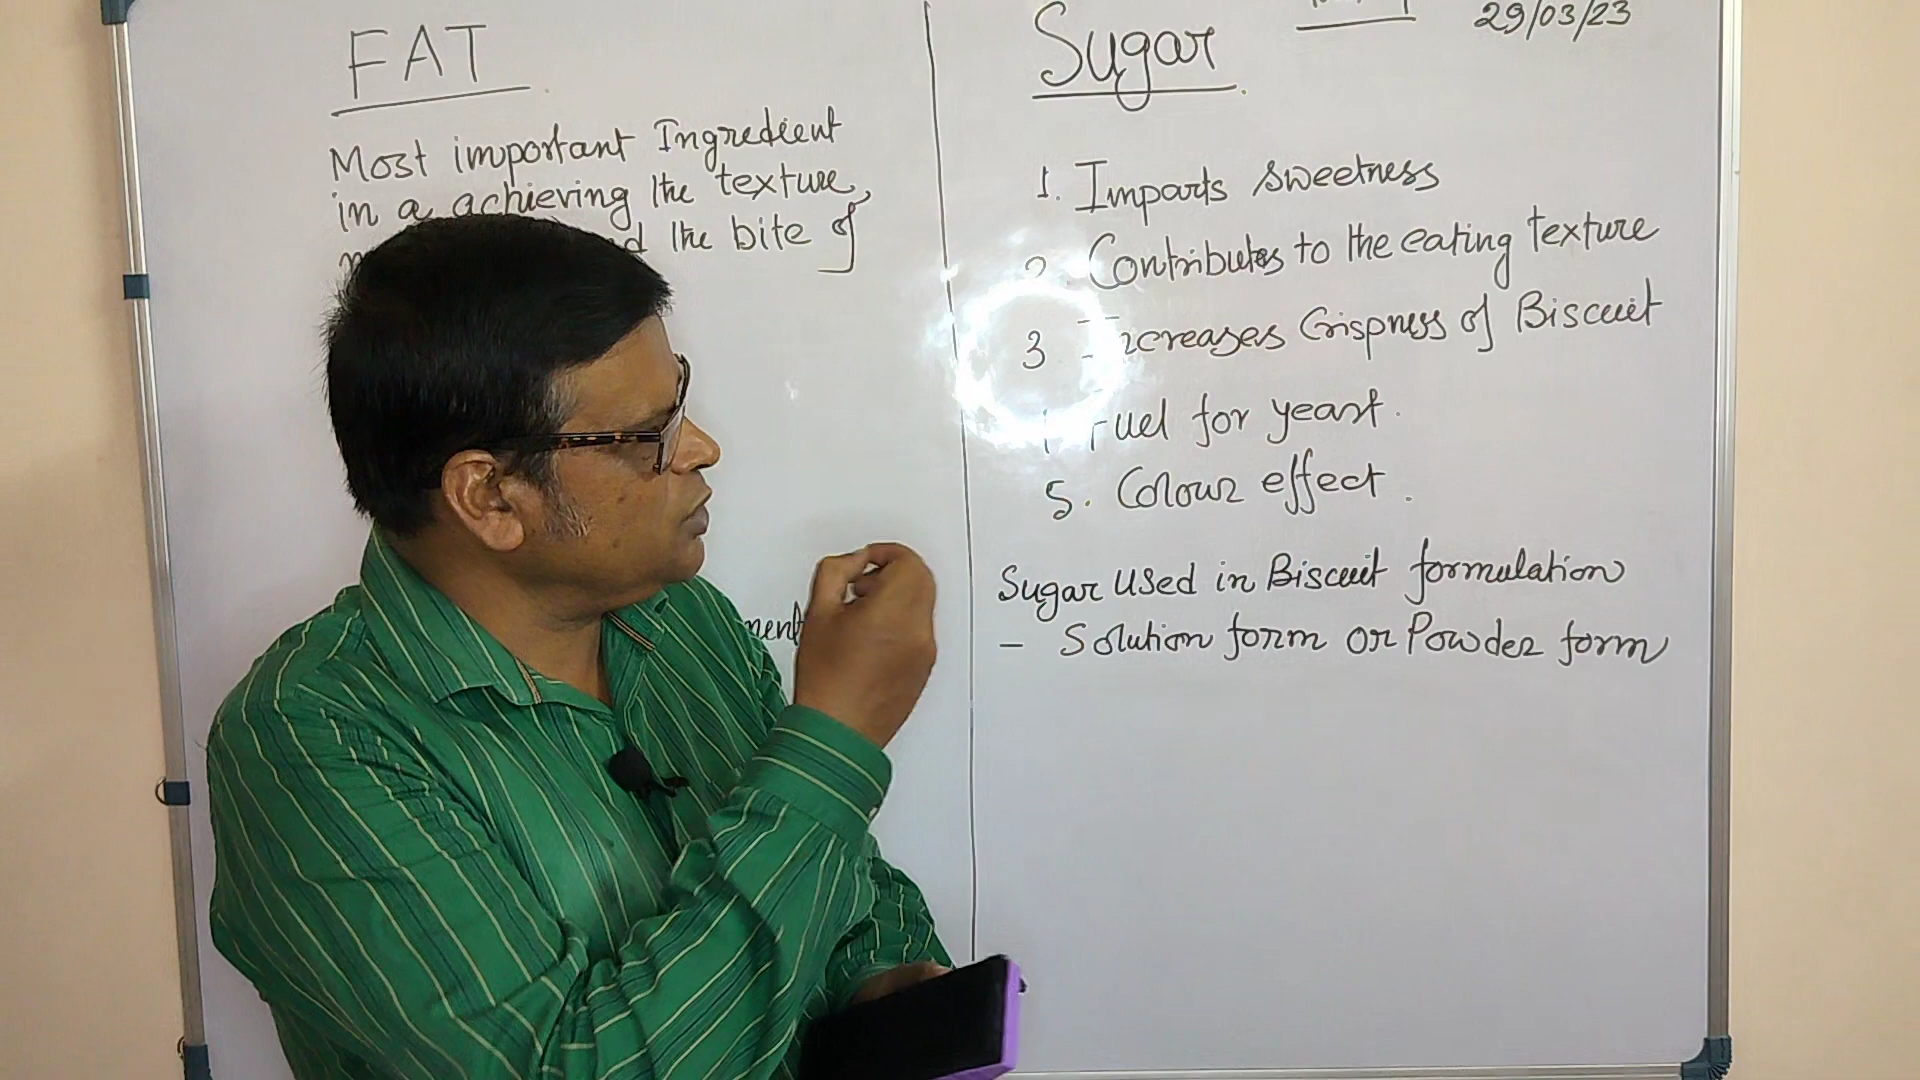 FAT
Most important Ingredient
in a achieving the texture,
the bite of
Sugar
29/03/23
1. Imparts sweetness
Contributes to the eating texture
3 Increases Crispness of Biscuit
Fuel for yeast.
5. Colour effect.
Sugar Used in Biscuit formulation
- Solution form or Powder form